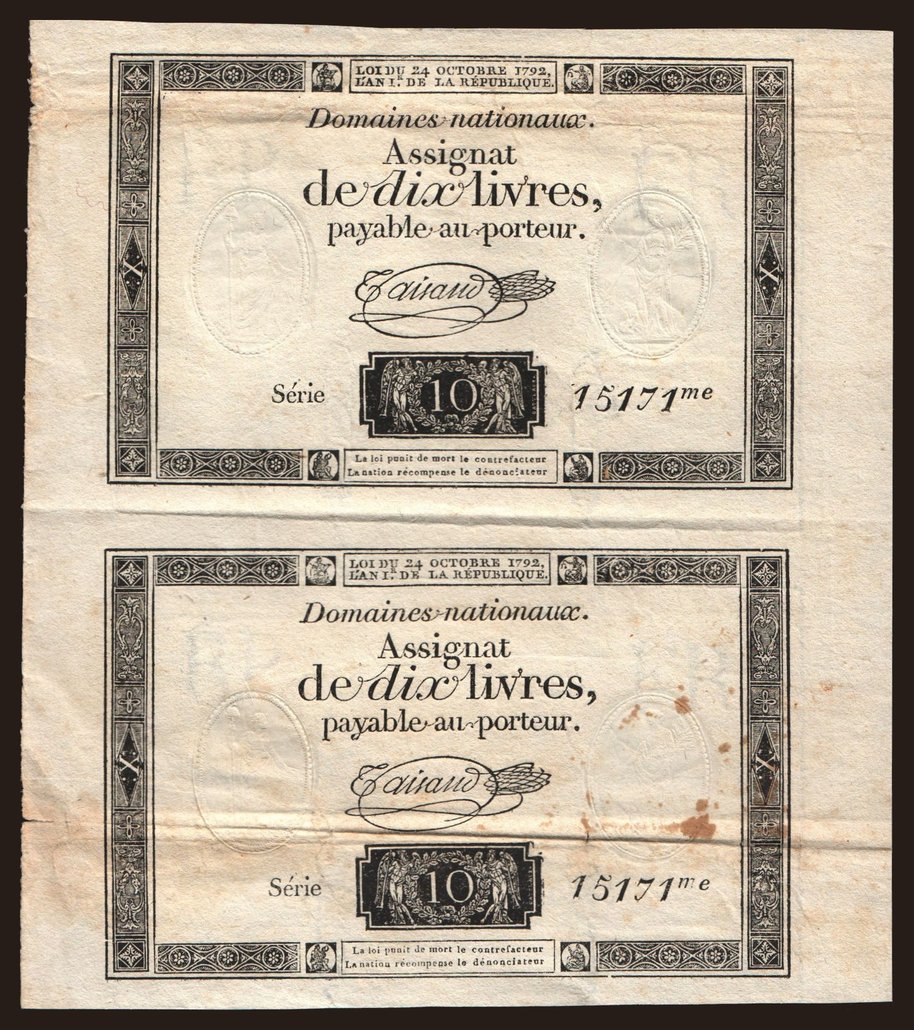 LOI DU 24 OCTOBRE 1792,
L'AN I.er DE LA RÉPUBLIQUE.
Domaines nationaux.
Assignat
de dix livres,
payable au porteur.
Taisaud
X
X
Série
10
15171me
La loi punit de mort le contrefacteur
La nation récompense le dénonciateur
LOI DU 24 OCTOBRE 1792,
L'AN I.er DE LA RÉPUBLIQUE.
Domaines nationaux.
Assignat
de dix livres,
payable au porteur.
Taisaud
X
X
Série
10
15171me
La loi punit de mort le contrefacteur
La nation récompense le dénonciateur